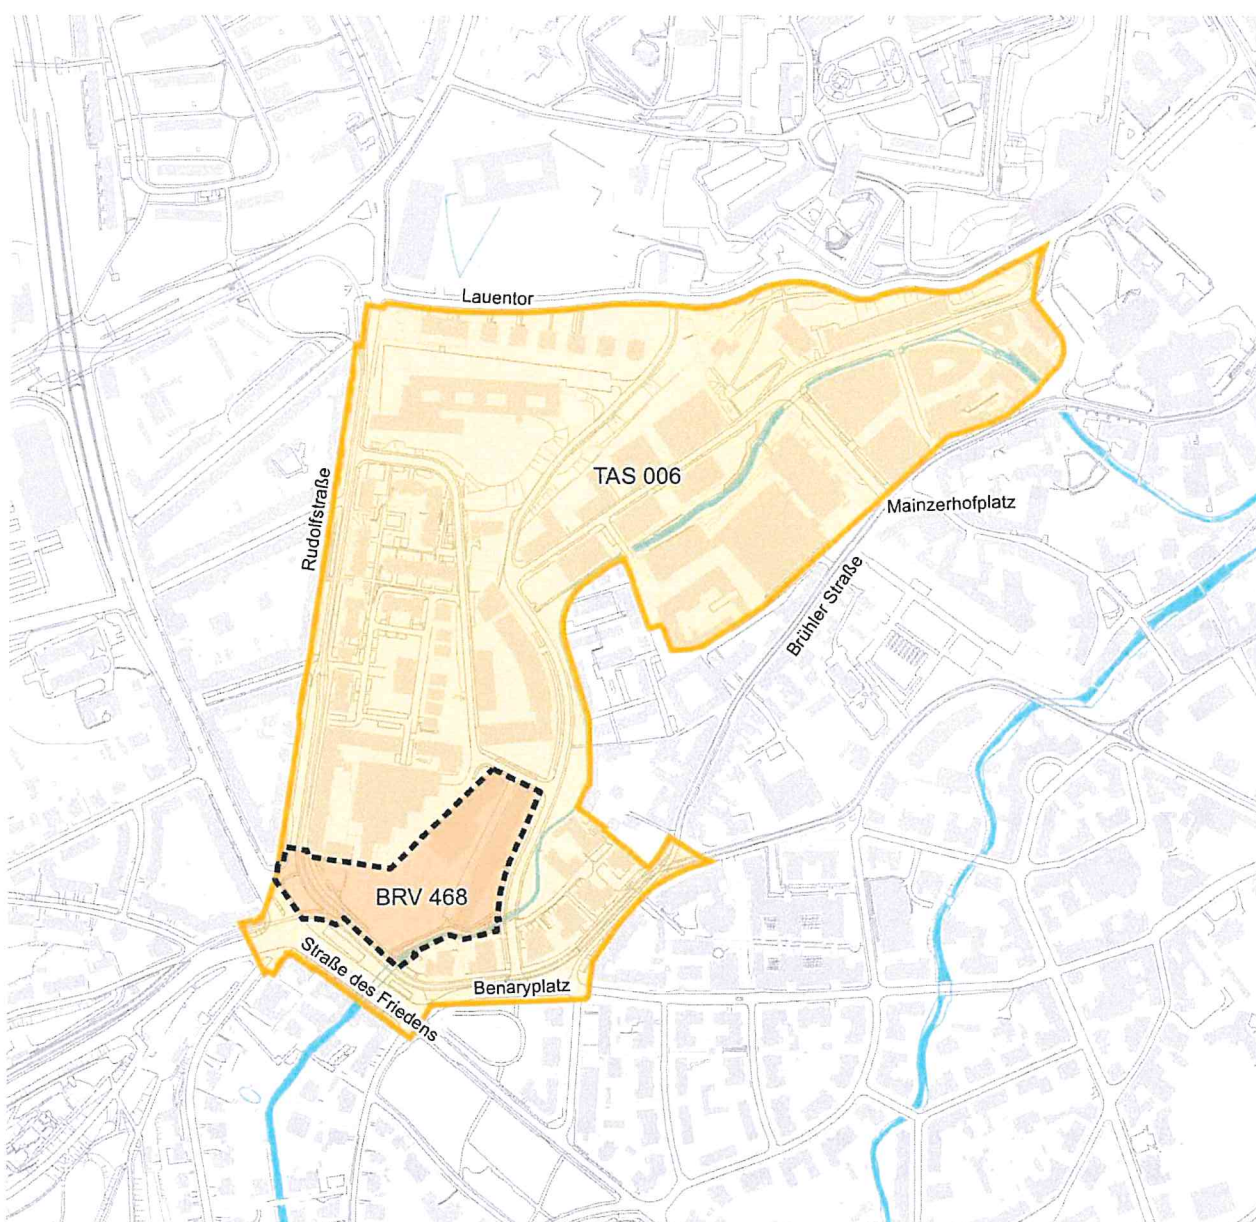 Lauentor
TAS 006
Rudolfstraße
Mainzerhofplatz
Brühler Straße
BRV 468
Straße des Friedens
Benaryplatz